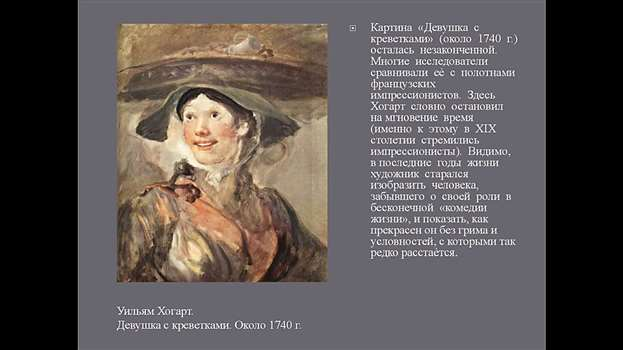 Картина «Девушка с
креветками» (около 1740 г.)
осталась незаконченной.
Многие исследователи
сравнивали её с полотнами
французских
импрессионистов. Здесь
Хогарт словно остановил
на мгновение время
(именно к этому в XIX
столетии стремились
импрессионисты). Видимо,
в последние годы жизни
художник старался
изобразить человека,
забывшего о своей роли в
бесконечной «комедии
жизни», и показать, как
прекрасен он без грима и
условностей, с которыми так
редко расстаётся.
Уильям Хогарт.
Девушка с креветками. Около 1740 г.